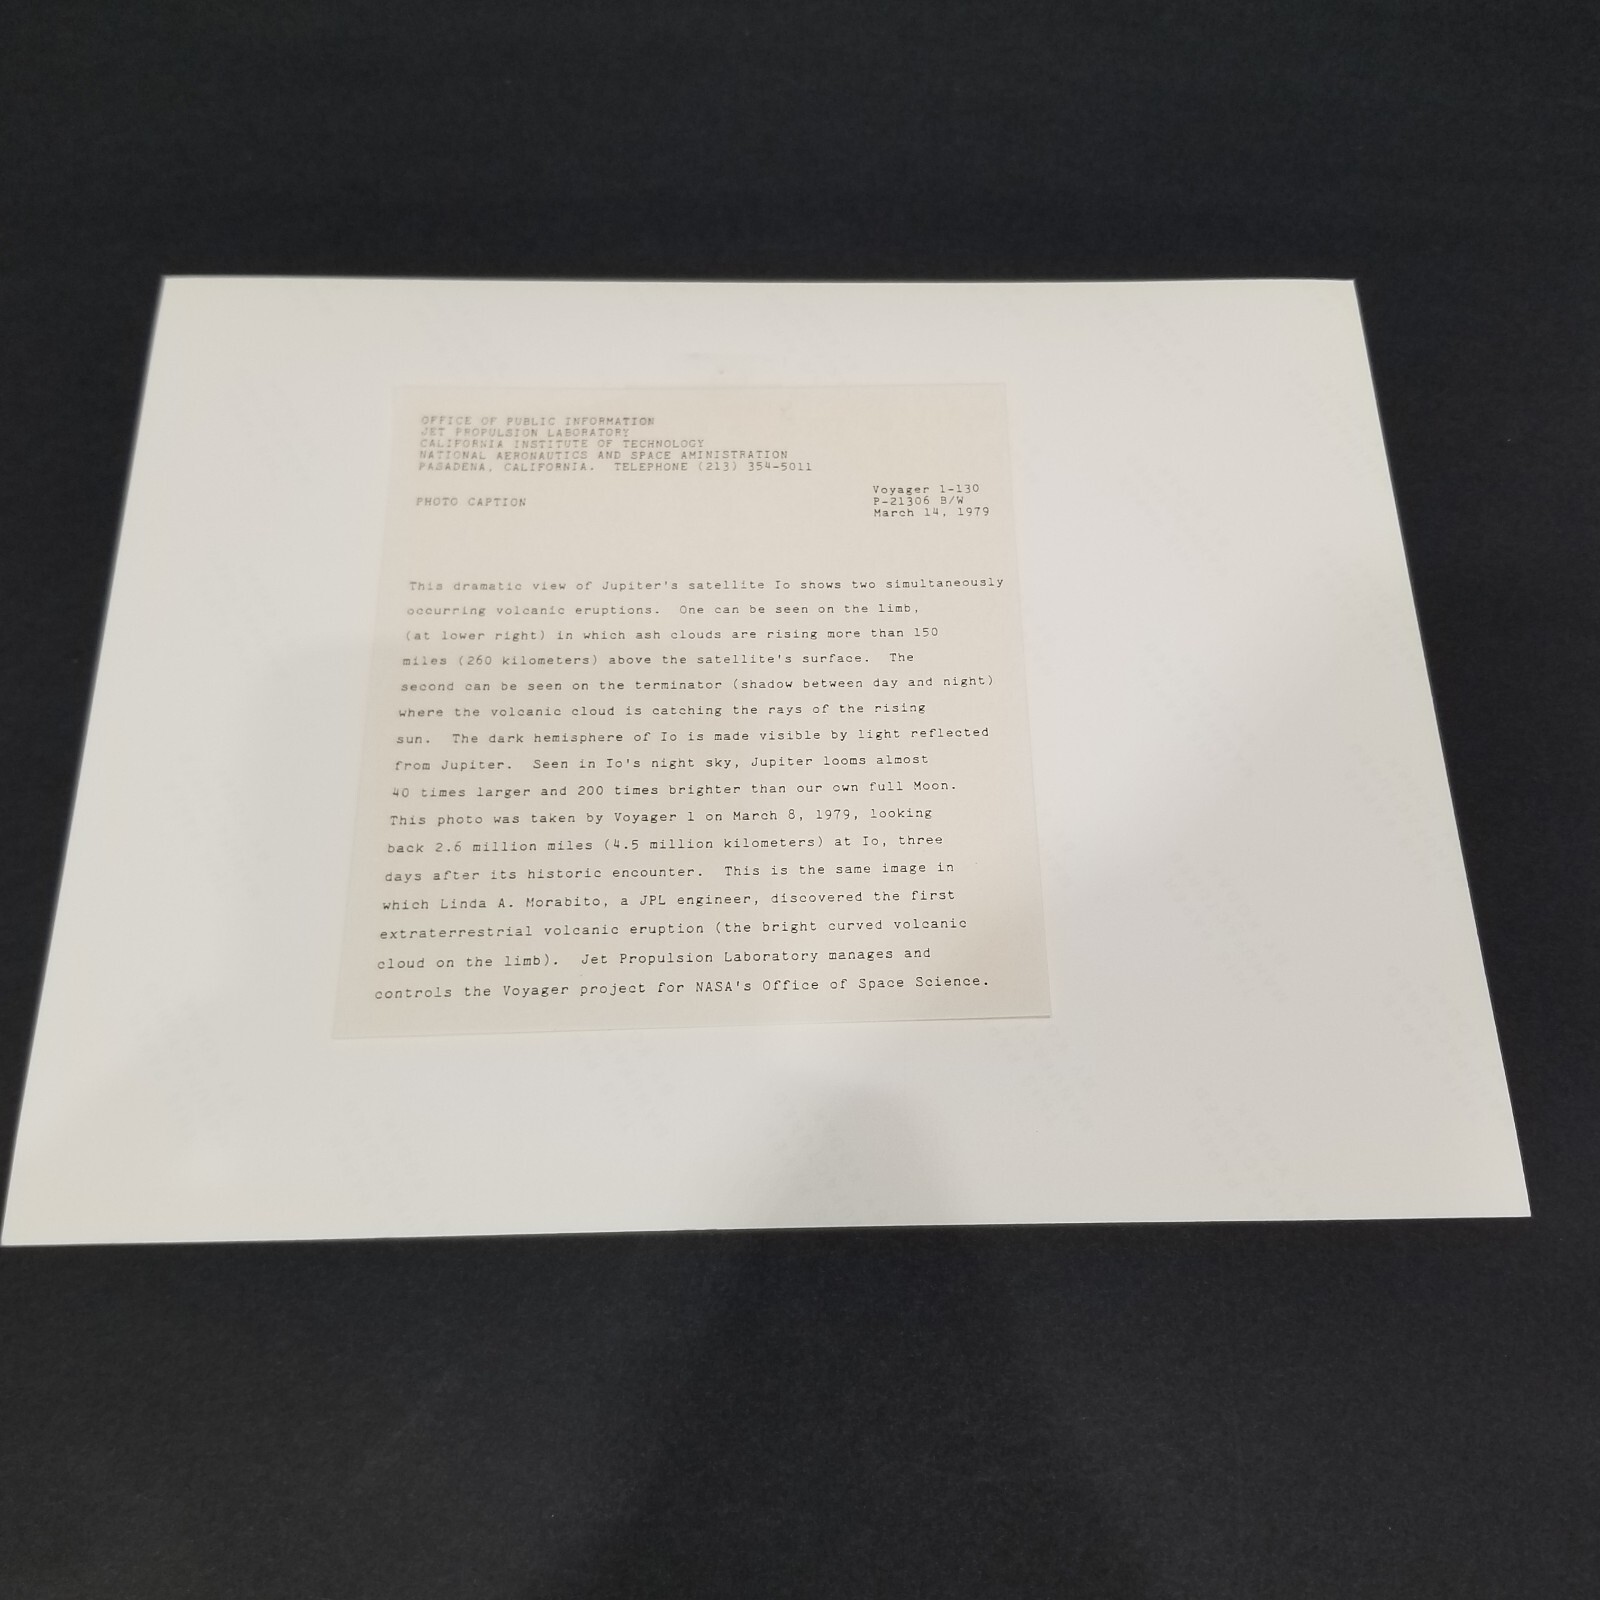 OFFICE OF PUBLIC INFORMATION
JET PROPULSION LABORATORY
CALIFORNIA INSTITUTE OF TECHNOLOGY
NATIONAL AERONAUTICS AND SPACE AMINISTRATION
PASADENA, CALIFORNIA. TELEPHONE (213) 354-5011
PHOTO CAPTION
Voyager 1-130
P-21306 B/W
March 14, 1979
This dramatic view of Jupiter's satellite Io shows two simultaneously
occurring volcanic eruptions. One can be seen on the limb,
(at lower right) in which ash clouds are rising more than 150
miles (260 kilometers) above the satellite's surface. The
second can be seen on the terminator (shadow between day and night)
where the volcanic cloud is catching the rays of the rising
sun. The dark hemisphere of Io is made visible by light reflected
from Jupiter. Seen in Io's night sky, Jupiter looms almost
40 times larger and 200 times brighter than our own full Moon.
This photo was taken by Voyager 1 on March 8, 1979, looking
back 2.6 million miles (4.5 million kilometers) at Io, three
days after its historic encounter. This is the same image in
which Linda A. Morabito, a JPL engineer, discovered the first
extraterrestrial volcanic eruption (the bright curved volcanic
cloud on the limb). Jet Propulsion Laboratory manages and
controls the Voyager project for NASA's Office of Space Science.